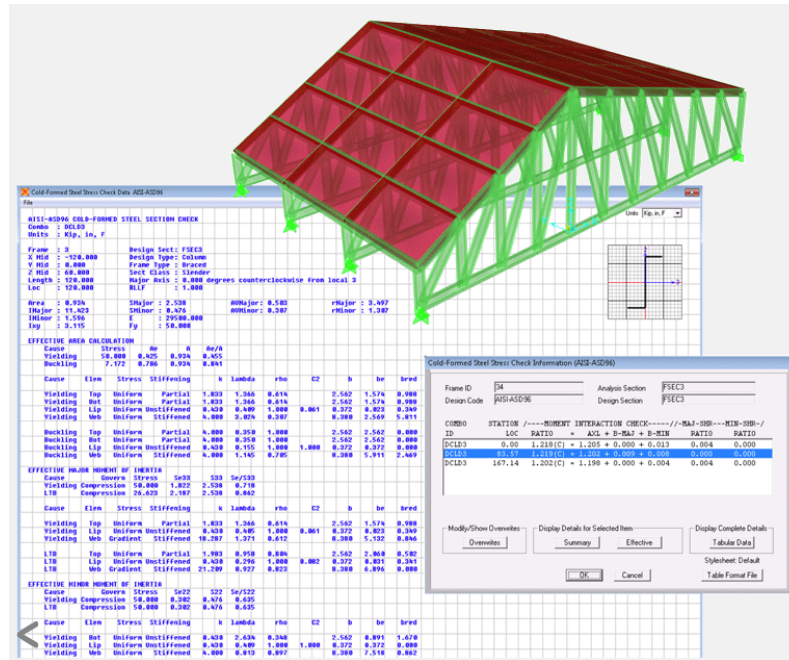 Cold-Formed Steel Stress Check Data AISI-ASD96
File
Units Kip, in, F
AISI-ASD96 COLD-FORMED STEEL SECTION CHECK
Combo : DCLD3
Units : Kip, in, F
Frame : 3 Design Sect: FSEC3
X Mid : -120.000 Design Type: Column
Y Mid : 0.000 Frame Type : Braced
Z Mid : 60.000 Sect Class : Slender
Length : 120.000 Major Axis : 0.000 degrees counterclockwise from local 3
Loc : 120.000 RLLF : 1.000
Area : 0.934 SMajor : 2.538 AVMajor: 0.503 rMajor : 3.497
IMajor : 11.423 SMinor : 0.476 AVMinor: 0.307 rMinor : 1.307
IMinor : 1.596 E : 29500.000
Ixy : 3.115 Fy : 50.000
EFFECTIVE AREA CALCULATION
Cause Stress Ae A Ae/A
Yielding 50.000 0.425 0.934 0.455
Buckling 7.172 0.786 0.934 0.841
Cause Elem Stress Stiffening k lambda rho C2 b be bred
Yielding Top Uniform Partial 1.833 1.366 0.614 2.562 1.574 0.988
Yielding Bot Uniform Partial 1.833 1.366 0.614 2.562 1.574 0.988
Yielding Lip Uniform Unstiffened 0.430 0.409 1.000 0.061 0.372 0.023 0.349
Yielding Web Uniform Stiffened 4.000 3.024 0.307 8.380 2.569 5.811
Buckling Top Uniform Partial 4.000 0.350 1.000 2.562 2.562 0.000
Buckling Bot Uniform Partial 4.000 0.350 1.000 2.562 2.562 0.000
Buckling Lip Uniform Unstiffened 0.430 0.155 1.000 1.000 0.372 0.372 0.000
Buckling Web Uniform Stiffened 4.000 1.145 0.705 8.380 5.911 2.469
EFFECTIVE MAJOR MOMENT OF INERTIA
Cause Govern Stress Se33 S33 Se/S33
Yielding Compression 50.000 1.822 2.538 0.718
LTB Compression 26.623 2.187 2.538 0.862
Cause Elem Stress Stiffening k lambda rho C2 b be bred
Yielding Top Uniform Partial 1.833 1.366 0.614 2.562 1.574 0.988
Yielding Lip Uniform Unstiffened 0.430 0.405 1.000 0.061 0.372 0.023 0.349
Yielding Web Gradient Stiffened 18.287 1.371 0.612 8.380 5.132 0.846
LTB Top Uniform Partial 1.983 0.958 0.804 2.562 2.060 0.502
LTB Lip Uniform Unstiffened 0.430 0.296 1.000 0.082 0.372 0.031 0.341
LTB Web Gradient Stiffened 21.209 0.927 0.823 8.380 6.896 0.000
EFFECTIVE MINOR MOMENT OF INERTIA
Cause Govern Stress Se22 S22 Se/S22
Yielding Compression 50.000 0.302 0.476 0.635
LTB Compression 50.000 0.302 0.476 0.635
Cause Elem Stress Stiffening k lambda rho C2 b be bred
Yielding Bot Uniform Unstiffened 0.430 2.634 0.348 2.562 0.891 1.670
Yielding Lip Uniform Unstiffened 0.430 0.409 1.000 1.000 0.372 0.372 0.000
Yielding Web Uniform Stiffened 4.000 0.813 0.897 8.380 7.518 0.862
Cold-Formed Steel Stress Check Information (AISI-ASD96)
Frame ID 34 Analysis Section FSEC3
Design Code AISI-ASD96 Design Section FSEC3
COMBO STATION /----MOMENT INTERACTION CHECK-----//-MAJ-SHR---MIN-SHR-/
ID LOC RATIO = AXL + B-MAJ + B-MIN RATIO RATIO
DCLD3 0.00 1.218(C) = 1.205 + 0.000 + 0.013 0.004 0.000
DCLD3 83.57 1.219(C) = 1.202 + 0.009 + 0.008 0.000 0.000
DCLD3 167.14 1.202(C) = 1.198 + 0.000 + 0.004 0.004 0.000
Modify/Show Overwrites Display Details for Selected Item Display Complete Details
Overwrites Summary Effective Tabular Data
Stylesheet: Default
OK Cancel Table Format File